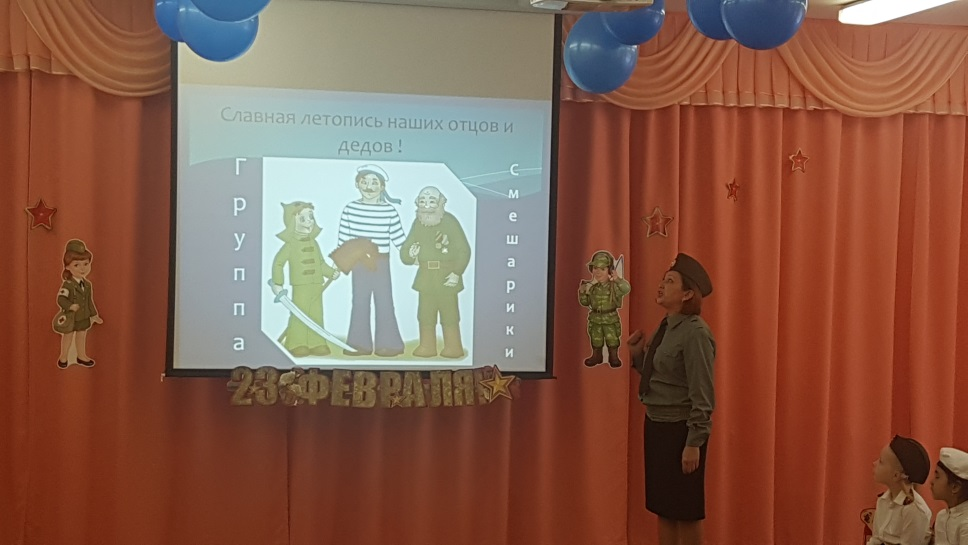 Славная летопись наших отцов и
дедов !
Группа
Смешарики
23 ФЕВРАЛЯ